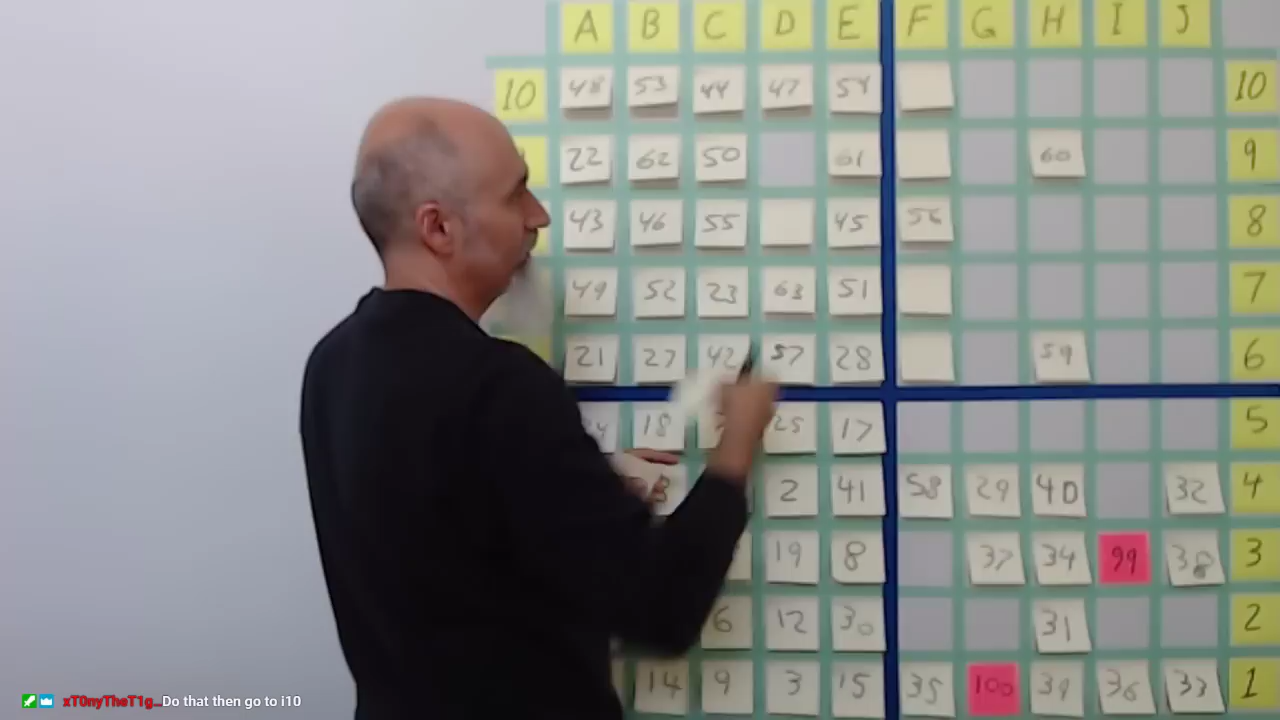 A B C D E F G H I J
10 48 53 44 47 54 10
22 62 50 61 60 9
43 46 55 45 56 8
49 52 23 63 51 7
21 27 42 57 28 59 6
18 25 17 5
2 41 58 29 40 32 4
19 8 37 34 99 38 3
6 12 30 31 2
14 9 3 15 35 100 39 36 33 1
xT0nyTheT1g... Do that then go to i10